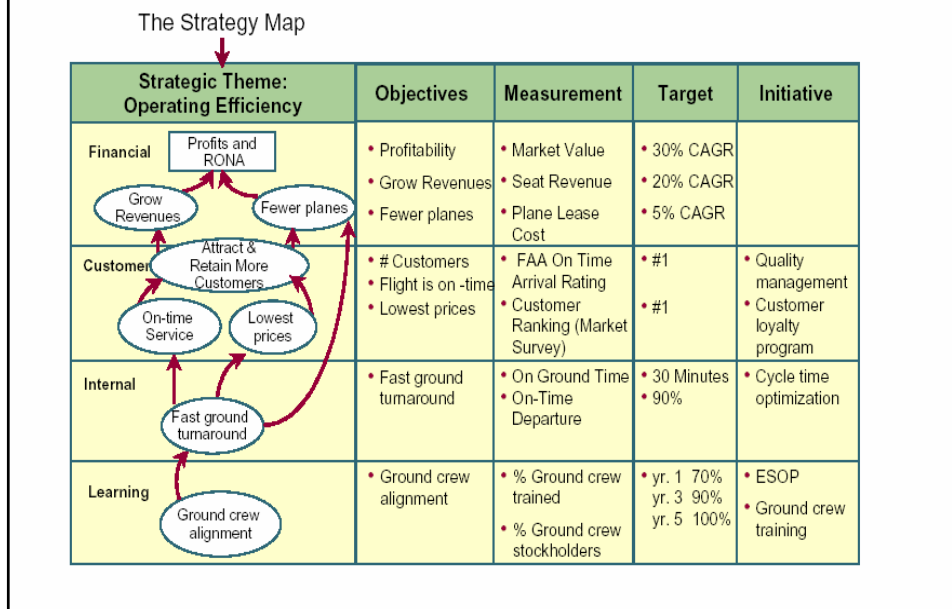 The Strategy Map
Strategic Theme:
Operating Efficiency
Objectives
Measurement
Target
Initiative
Financial
Profits and
RONA
Grow
Revenues
Fewer planes
• Profitability
• Grow Revenues
• Fewer planes
• Market Value
• Seat Revenue
• Plane Lease
Cost
• 30% CAGR
• 20% CAGR
• 5% CAGR
Customer
Attract &
Retain More
Customers
On-time
Service
Lowest
prices
• # Customers
• Flight is on -time
• Lowest prices
• FAA On Time
Arrival Rating
• Customer
Ranking (Market
Survey)
• #1
• #1
• Quality
management
• Customer
loyalty
program
Internal
Fast ground
turnaround
• Fast ground
turnaround
• On Ground Time
• On-Time
Departure
• 30 Minutes
• 90%
• Cycle time
optimization
Learning
Ground crew
alignment
• Ground crew
alignment
• % Ground crew
trained
• % Ground crew
stockholders
• yr. 1 70%
yr. 3 90%
yr. 5 100%
• ESOP
• Ground crew
training